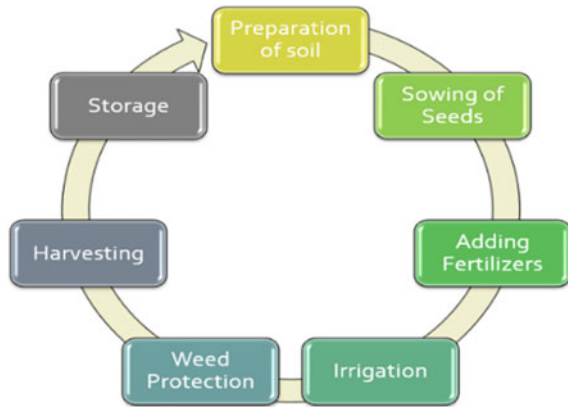 Preparation
of soil
Sowing of
Seeds
Adding
Fertilizers
Irrigation
Weed
Protection
Harvesting
Storage